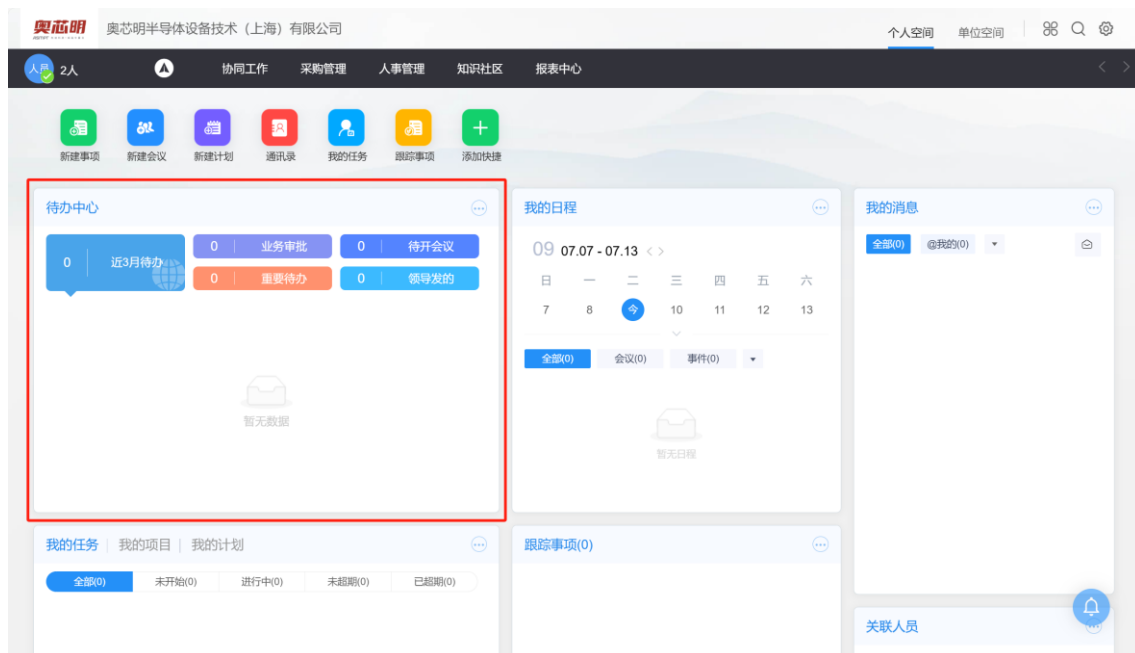 奥芯明 奥芯明半导体设备技术（上海）有限公司 个人空间 单位空间
人员 2人 协同工作 采购管理 人事管理 知识社区 报表中心
新建事项 新建会议 新建计划 通讯录 我的任务 跟踪事项 添加快捷
待办中心
0 近3月待办
0 业务审批 0 待开会议
0 重要待办 0 领导发的
暂无数据
我的日程
09 07.07 - 07.13
日 一 二 三 四 五 六
7 8 今 10 11 12 13
全部(0) 会议(0) 事件(0)
暂无日程
我的消息
全部(0) @我的(0)
我的任务 我的项目 我的计划
全部(0) 未开始(0) 进行中(0) 未超期(0) 已超期(0)
跟踪事项(0)
关联人员